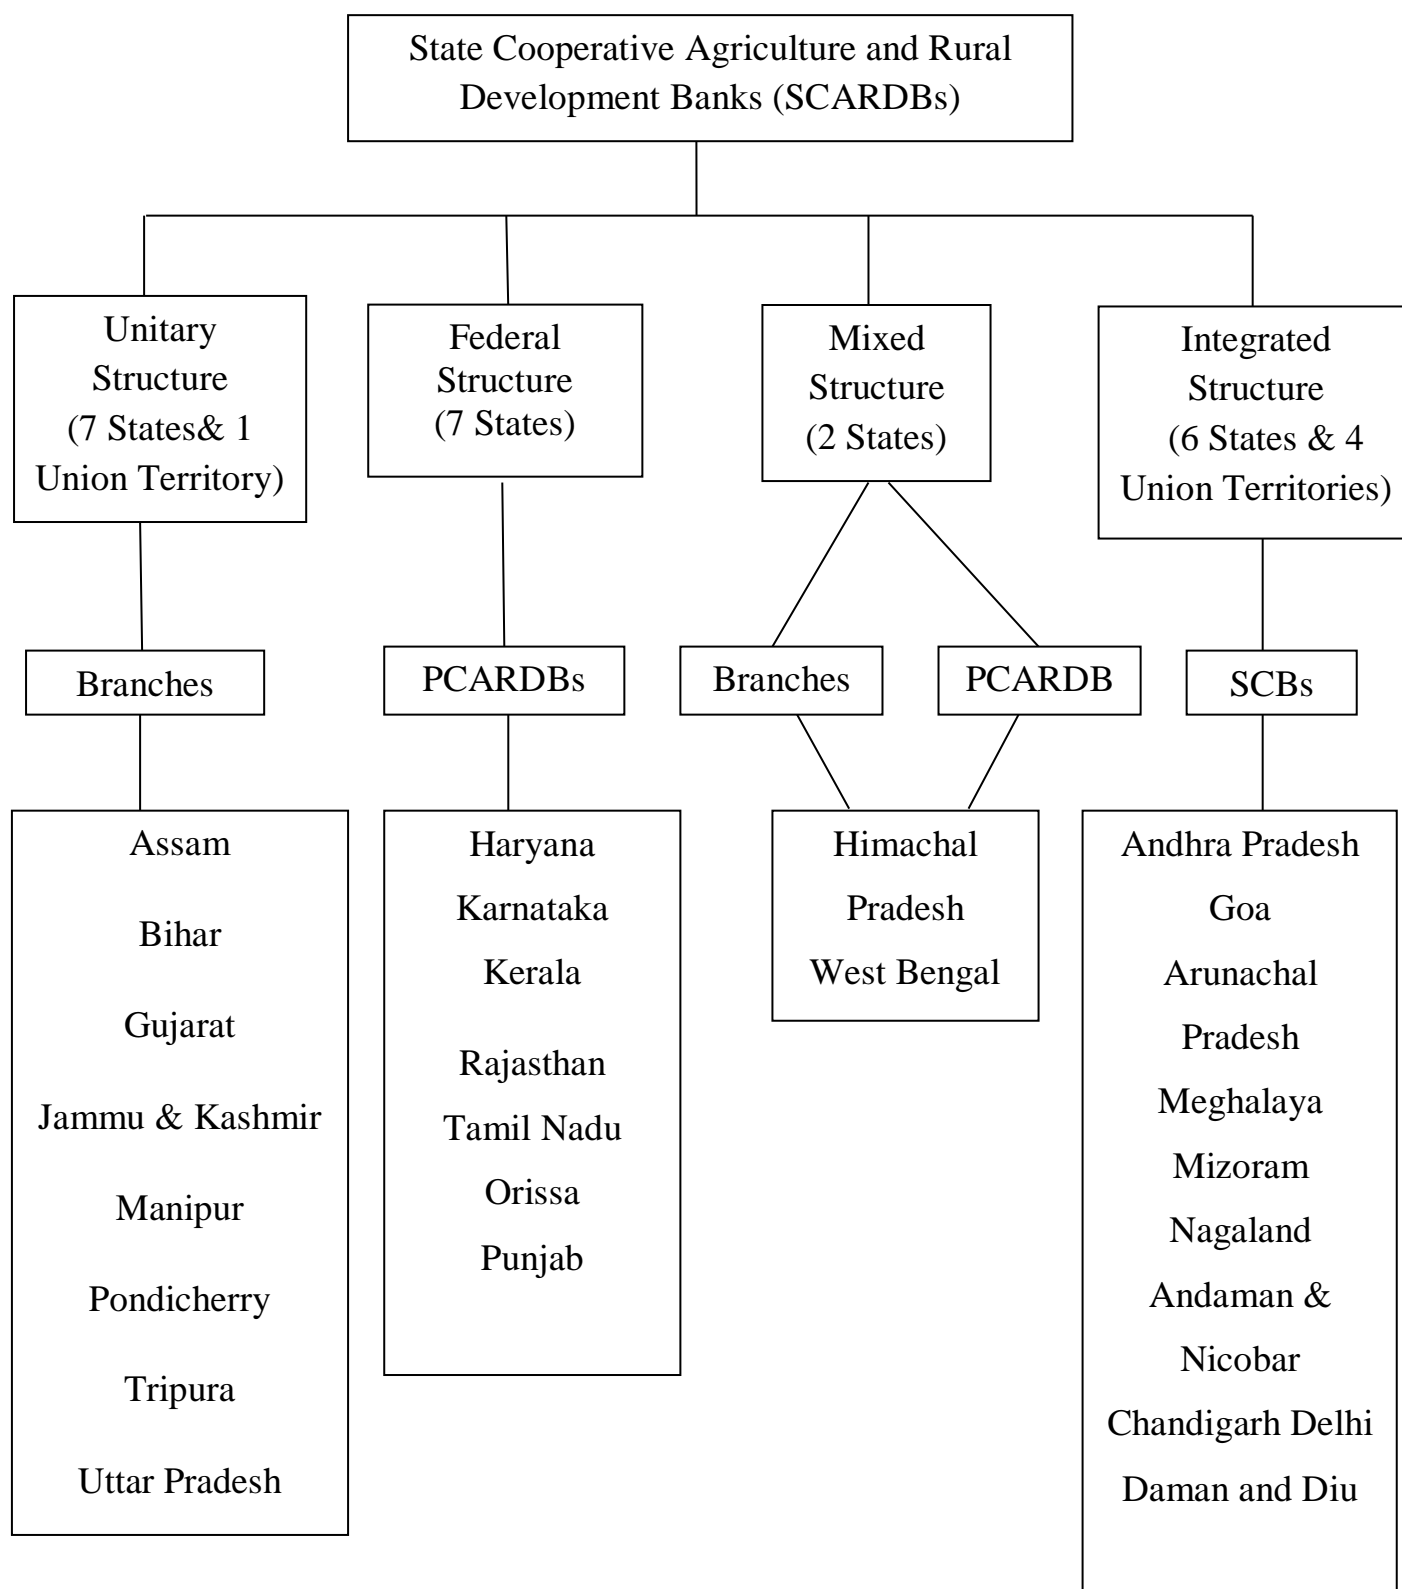 State Cooperative Agriculture and Rural
Development Banks (SCARDBs)
Unitary
Structure
(7 States& 1
Union Territory)
Federal
Structure
(7 States)
Mixed
Structure
(2 States)
Integrated
Structure
(6 States & 4
Union Territories)
Branches
PCARDBs
Branches
PCARDB
SCBs
Assam
Bihar
Gujarat
Jammu & Kashmir
Manipur
Pondicherry
Tripura
Uttar Pradesh
Haryana
Karnataka
Kerala
Rajasthan
Tamil Nadu
Orissa
Punjab
Himachal
Pradesh
West Bengal
Andhra Pradesh
Goa
Arunachal
Pradesh
Meghalaya
Mizoram
Nagaland
Andaman &
Nicobar
Chandigarh Delhi
Daman and Diu